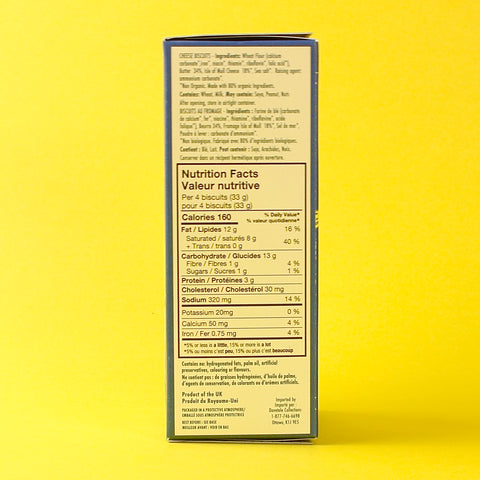 CHEESE BISCUITS - Ingredients: Wheat Flour (calcium
carbonate*, iron*, niacin*, thiamin*, riboflavin*, folic acid*),
Butter 34%, Isle of Mull Cheese 18%*, Sea salt*, Raising agent:
ammonium carbonate*.
*Non Organic. Made with 80% organic Ingredients.
Contains: Wheat, Milk. May contain: Soya, Peanut, Nuts
After opening, store in airtight container.
BISCUITS AU FROMAGE - Ingrédients : Farine de blé (carbonate
de calcium*, fer*, niacine*, thiamine*, riboflavine*, acide
folique*), Beurre 34%, Fromage Isle of Mull 18%*, Sel de mer*,
Poudre à lever : carbonate d'ammonium*.
*Non biologique. Fabriqué avec 80% d'ingrédients biologiques.
Contient : Blé, Lait. Peut contenir : Soja, Arachides, Noix.
Conserver dans un récipient hermétique après ouverture.
Nutrition Facts
Valeur nutritive
Per 4 biscuits (33 g)
pour 4 biscuits (33 g)
Calories 160
% Daily Value*
% valeur quotidienne*
Fat / Lipides 12 g 16 %
Saturated / saturés 8 g
+ Trans / trans 0 g 40 %
Carbohydrate / Glucides 13 g
Fibre / Fibres 1 g 4 %
Sugars / Sucres 1 g 1 %
Protein / Protéines 3 g
Cholesterol / Cholestérol 30 mg
Sodium 320 mg 14 %
Potassium 20mg 0 %
Calcium 50 mg 4 %
Iron / Fer 0.75 mg 4 %
*5% or less is a little, 15% or more is a lot
*5% ou moins c'est peu, 15% ou plus c'est beaucoup
Contains no: hydrogenated fats, palm oil, artificial
preservatives, colouring or flavours.
Ne contient pas : de graisses hydrogénées, d'huile de palme,
d'agents de conservation, de colorants ou d'arômes artificiels.
Product of the UK
Produit du Royaume-Uni
PACKAGED IN A PROTECTIVE ATMOSPHERE/
EMBALLÉ SOUS ATMOSPHÈRE PROTECTRICE
BEST BEFORE : SEE BASE
MEILLEUR AVANT : VOIR EN BAS
Imported by
Importé par :
Dovetale Collections
1-877-746-6698
Ottawa, K1J 9E5